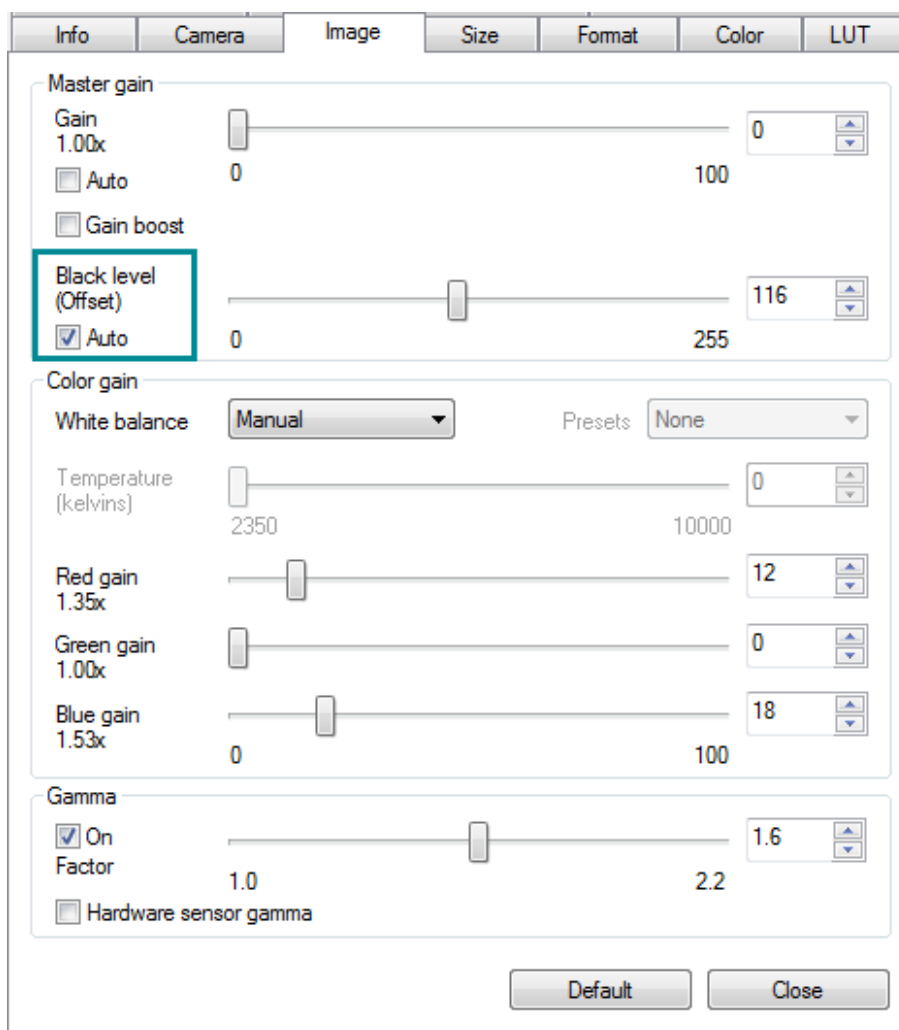 Info Camera Image Size Format Color LUT
Master gain
Gain
1.00x
0
Auto
0 100
Gain boost
Black level
(Offset)
116
Auto
0 255
Color gain
White balance Manual Presets None
Temperature
(kelvins)
0
2350 10000
Red gain
1.35x
12
Green gain
1.00x
0
Blue gain
1.53x
18
0 100
Gamma
On
1.6
Factor
1.0 2.2
Hardware sensor gamma
Default Close